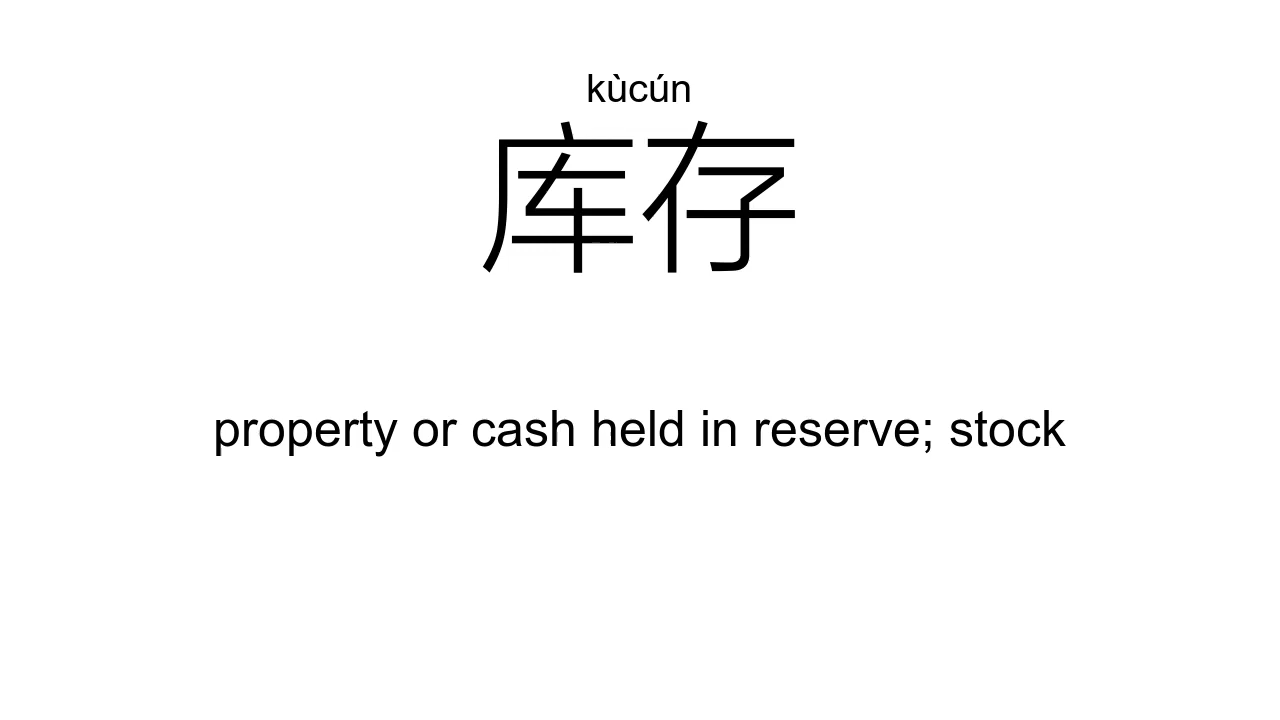 kùcún
库存
property or cash held in reserve; stock